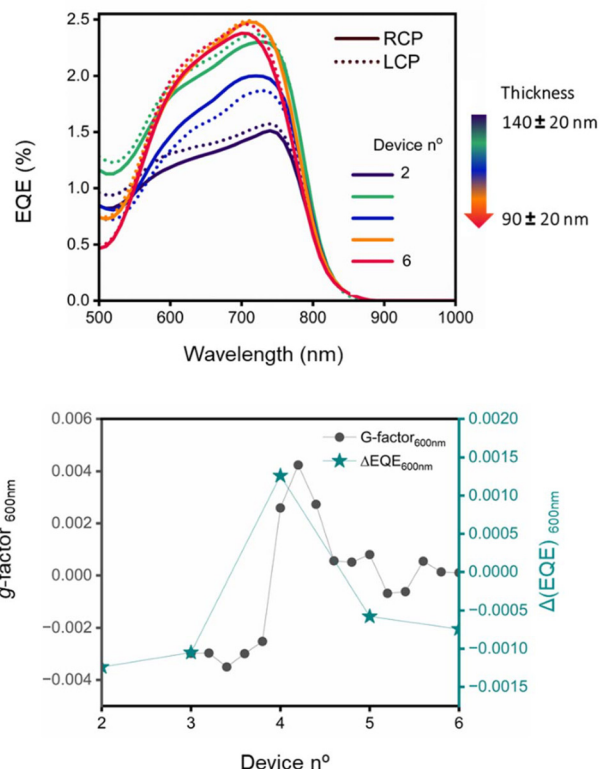 2.5
2.0
1.5
1.0
0.5
0.0
EQE (%)
500 600 700 800 900 1000
Wavelength (nm)
RCP
LCP
Device nº
2
6
Thickness
140 ± 20 nm
90 ± 20 nm
0.006
0.004
0.002
0.000
−0.002
−0.004
g-factor 600nm
G-factor600nm
ΔEQE600nm
0.0020
0.0015
0.0010
0.0005
0.0000
−0.0005
−0.0010
−0.0015
Δ(EQE) 600nm
2 3 4 5 6
Device nº